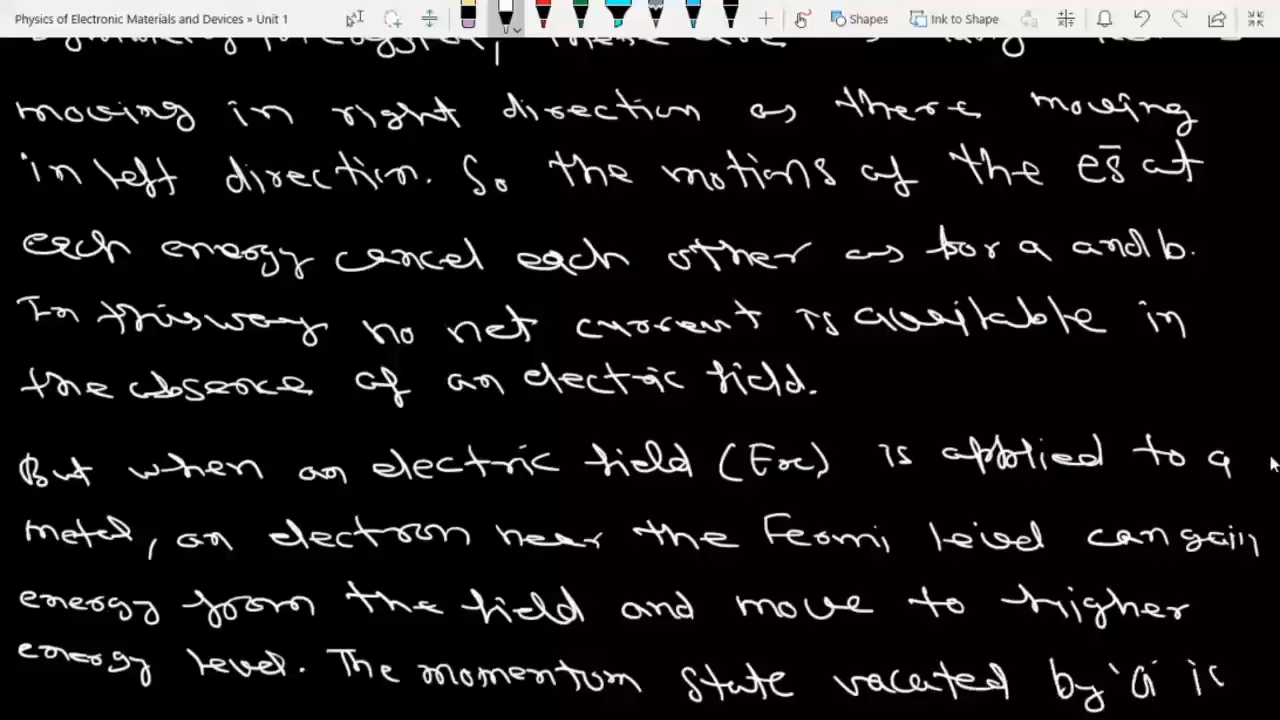 Physics of Electronic Materials and Devices » Unit 1
Shapes Ink to Shape
moving in right direction as there moving
in left direction. So the motions of the e̅s at
each energy cancel each other as for a and b.
In this way no net current is available in
the absence of an electric field.
But when an electric field (Ex) is applied to a
metal, an electron near the Fermi level can gain
energy from the field and move to higher
energy level. The momentum state vacated by 'a' is